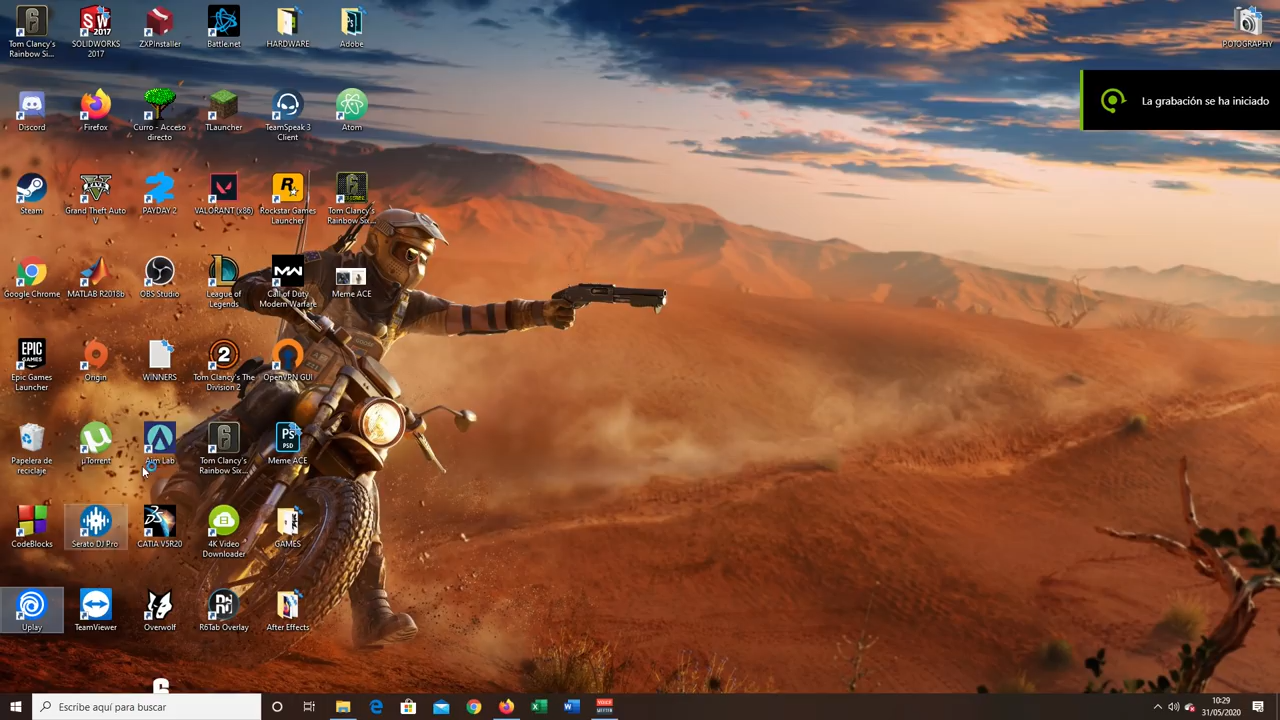 Tom Clancy's
Rainbow Si...
SOLIDWORKS
2017
ZXPInstaller
Battle.net
HARDWARE
Adobe
POTOGRAPHY
La grabación se ha iniciado
Discord
Firefox
Curro - Acceso
directo
TLauncher
TeamSpeak 3
Client
Atom
Steam
Grand Theft Auto
V
PAYDAY 2
VALORANT (x86)
Rockstar Games
Launcher
Tom Clancy's
Rainbow Six...
Google Chrome
MATLAB R2018b
OBS Studio
League of
Legends
Call of Duty
Modern Warfare
Meme ACE
Epic Games
Launcher
Origin
WINNERS
Tom Clancy's The
Division 2
OpenVPN GUI
Papelera de
reciclaje
µTorrent
Aim Lab
Tom Clancy's
Rainbow Six...
Meme ACE
CodeBlocks
Serato DJ Pro
CATIA V5R20
4K Video
Downloader
GAMES
Uplay
TeamViewer
Overwolf
R6Tab Overlay
After Effects
Escribe aquí para buscar
10:29
31/05/2020